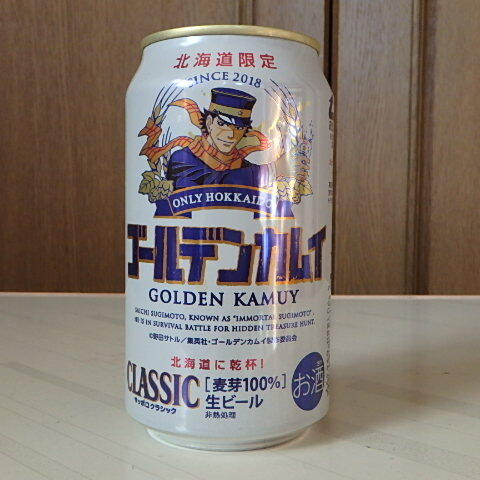 北海道限定
SINCE 2018
ONLY HOKKAIDO
ゴールデンカムイ
GOLDEN KAMUY
SAICHI SUGIMOTO, KNOWN AS "IMMORTAL SUGIMOTO".
IS IN SURVIVAL BATTLE FOR HIDDEN TREASURE HUNT.
©野田サトル/集英社・ゴールデンカムイ製作委員会
北海道に乾杯!
CLASSIC
サッポロクラシック
[麦芽100%]
生ビール
非熱処理
お酒